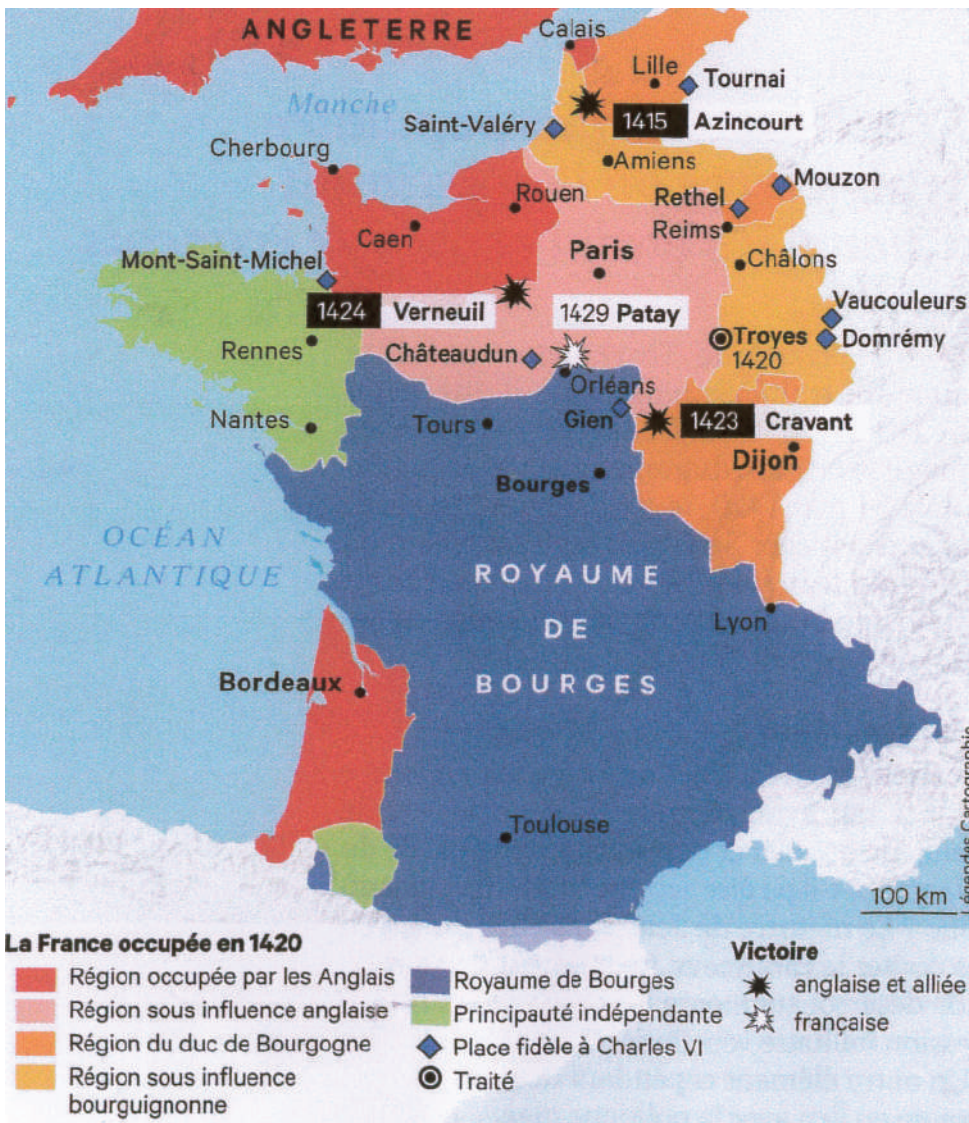 ANGLETERRE
Calais
Lille
Tournai
Manche
Saint-Valéry
1415 Azincourt
Cherbourg
Amiens
Mouzon
Rouen
Rethel
Caen
Reims
Paris
Mont-Saint-Michel
Châlons
1424 Verneuil
1429 Patay
Vaucouleurs
Troyes
1420
Domrémy
Rennes
Châteaudun
Orléans
Nantes
Tours
Gien
1423 Cravant
Dijon
Bourges
OCÉAN
ATLANTIQUE
ROYAUME
DE
BOURGES
Lyon
Bordeaux
Toulouse
100 km
Légendes Cartographie
La France occupée en 1420
Région occupée par les Anglais
Région sous influence anglaise
Région du duc de Bourgogne
Région sous influence
bourguignonne
Royaume de Bourges
Principauté indépendante
Place fidèle à Charles VI
Traité
Victoire
anglaise et alliée
française